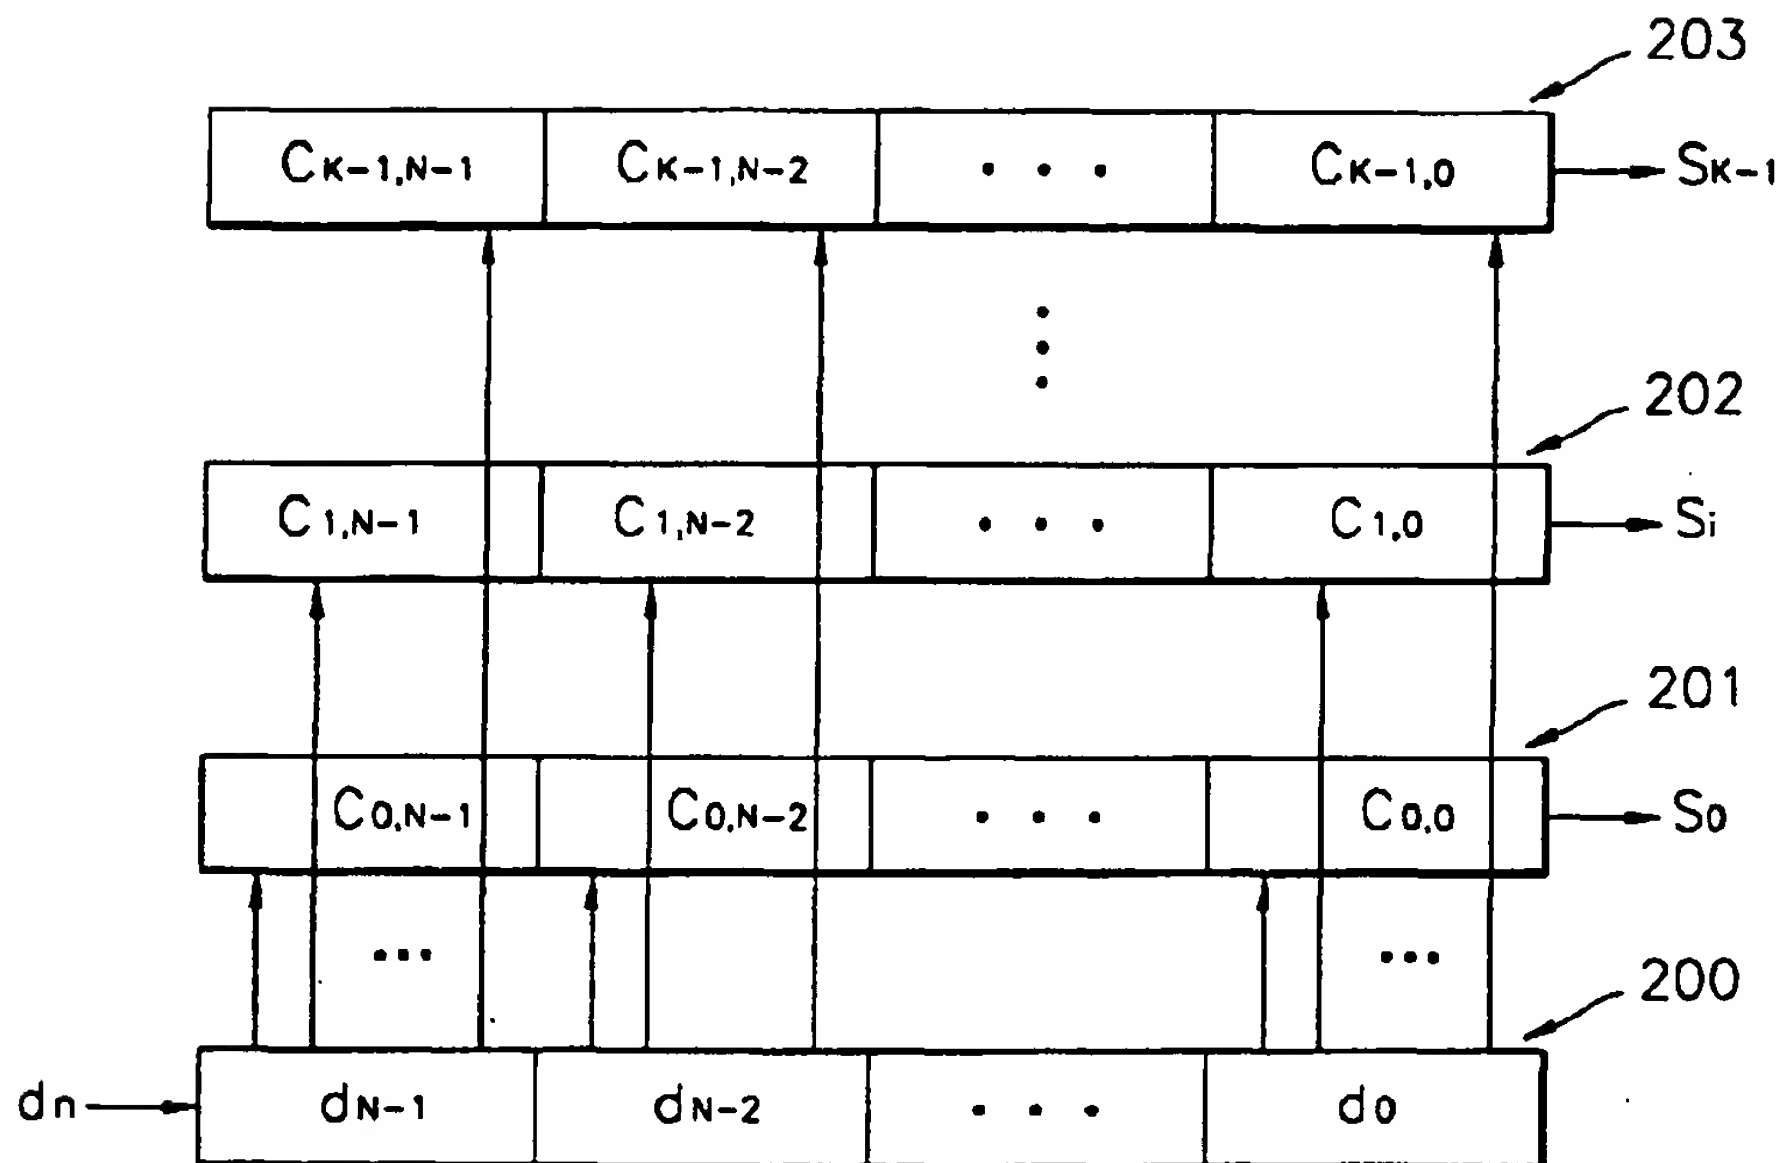 203
CK-1,N-1 CK-1,N-2 • • • CK-1,0 SK-1
202
C1,N-1 C1,N-2 • • • C1,0 Si
201
C0,N-1 C0,N-2 • • • C0,0 S0
••• •••
200
dn dN-1 dN-2 • • • d0